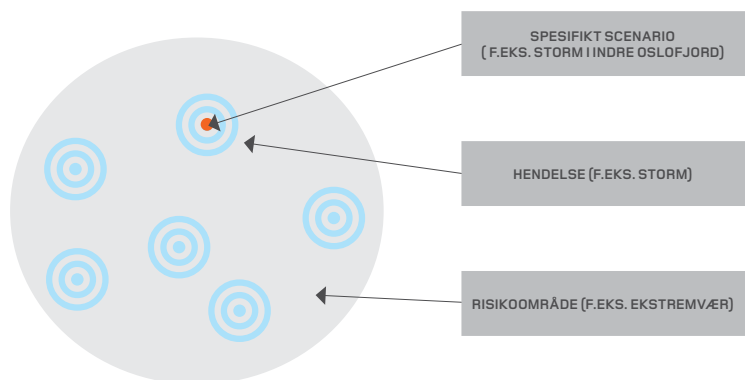 SPESIFIKT SCENARIO
( F.EKS. STORM I INDRE OSLOFJORD)
HENDELSE (F.EKS. STORM)
RISIKOOMRÅDE (F.EKS. EKSTREMVÆR)